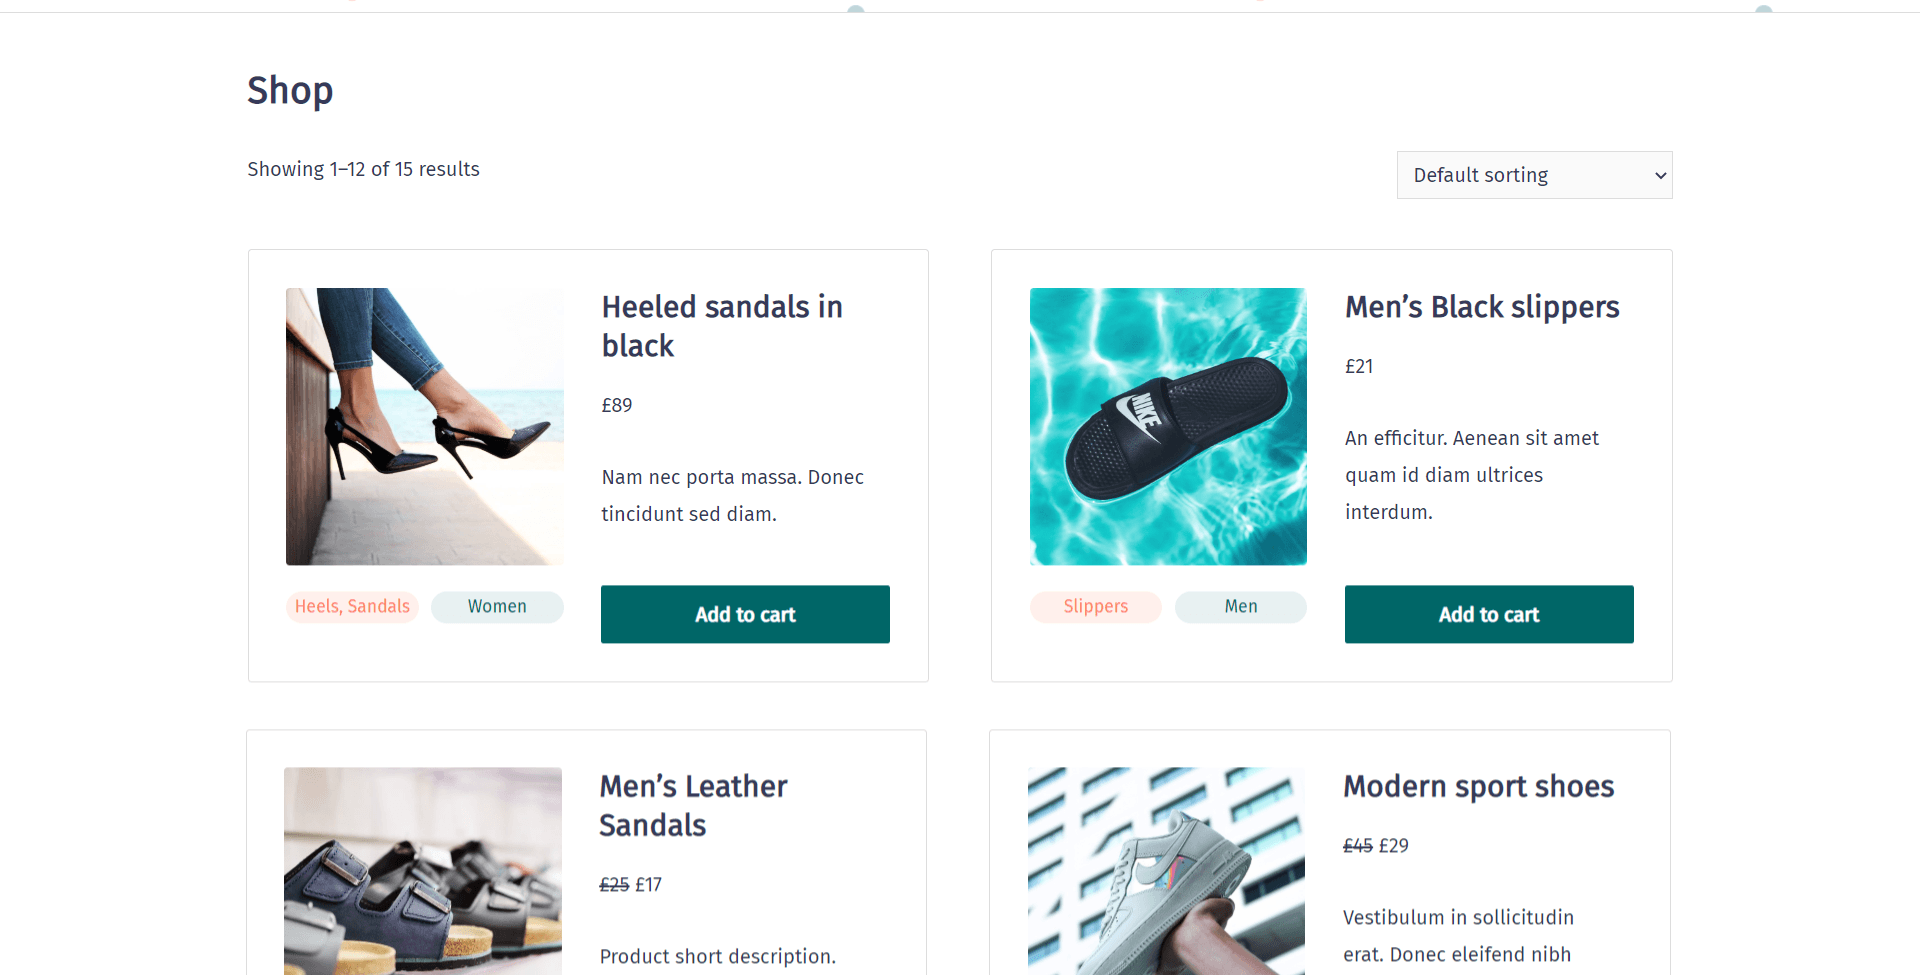 Shop
Showing 1–12 of 15 results
Default sorting
Heeled sandals in
black
£89
Nam nec porta massa. Donec
tincidunt sed diam.
Heels, Sandals
Women
Add to cart
NIKE
Men’s Black slippers
£21
An efficitur. Aenean sit amet
quam id diam ultrices
interdum.
Slippers
Men
Add to cart
Men’s Leather
Sandals
£25 £17
Product short description.
Modern sport shoes
£45 £29
Vestibulum in sollicitudin
erat. Donec eleifend nibh